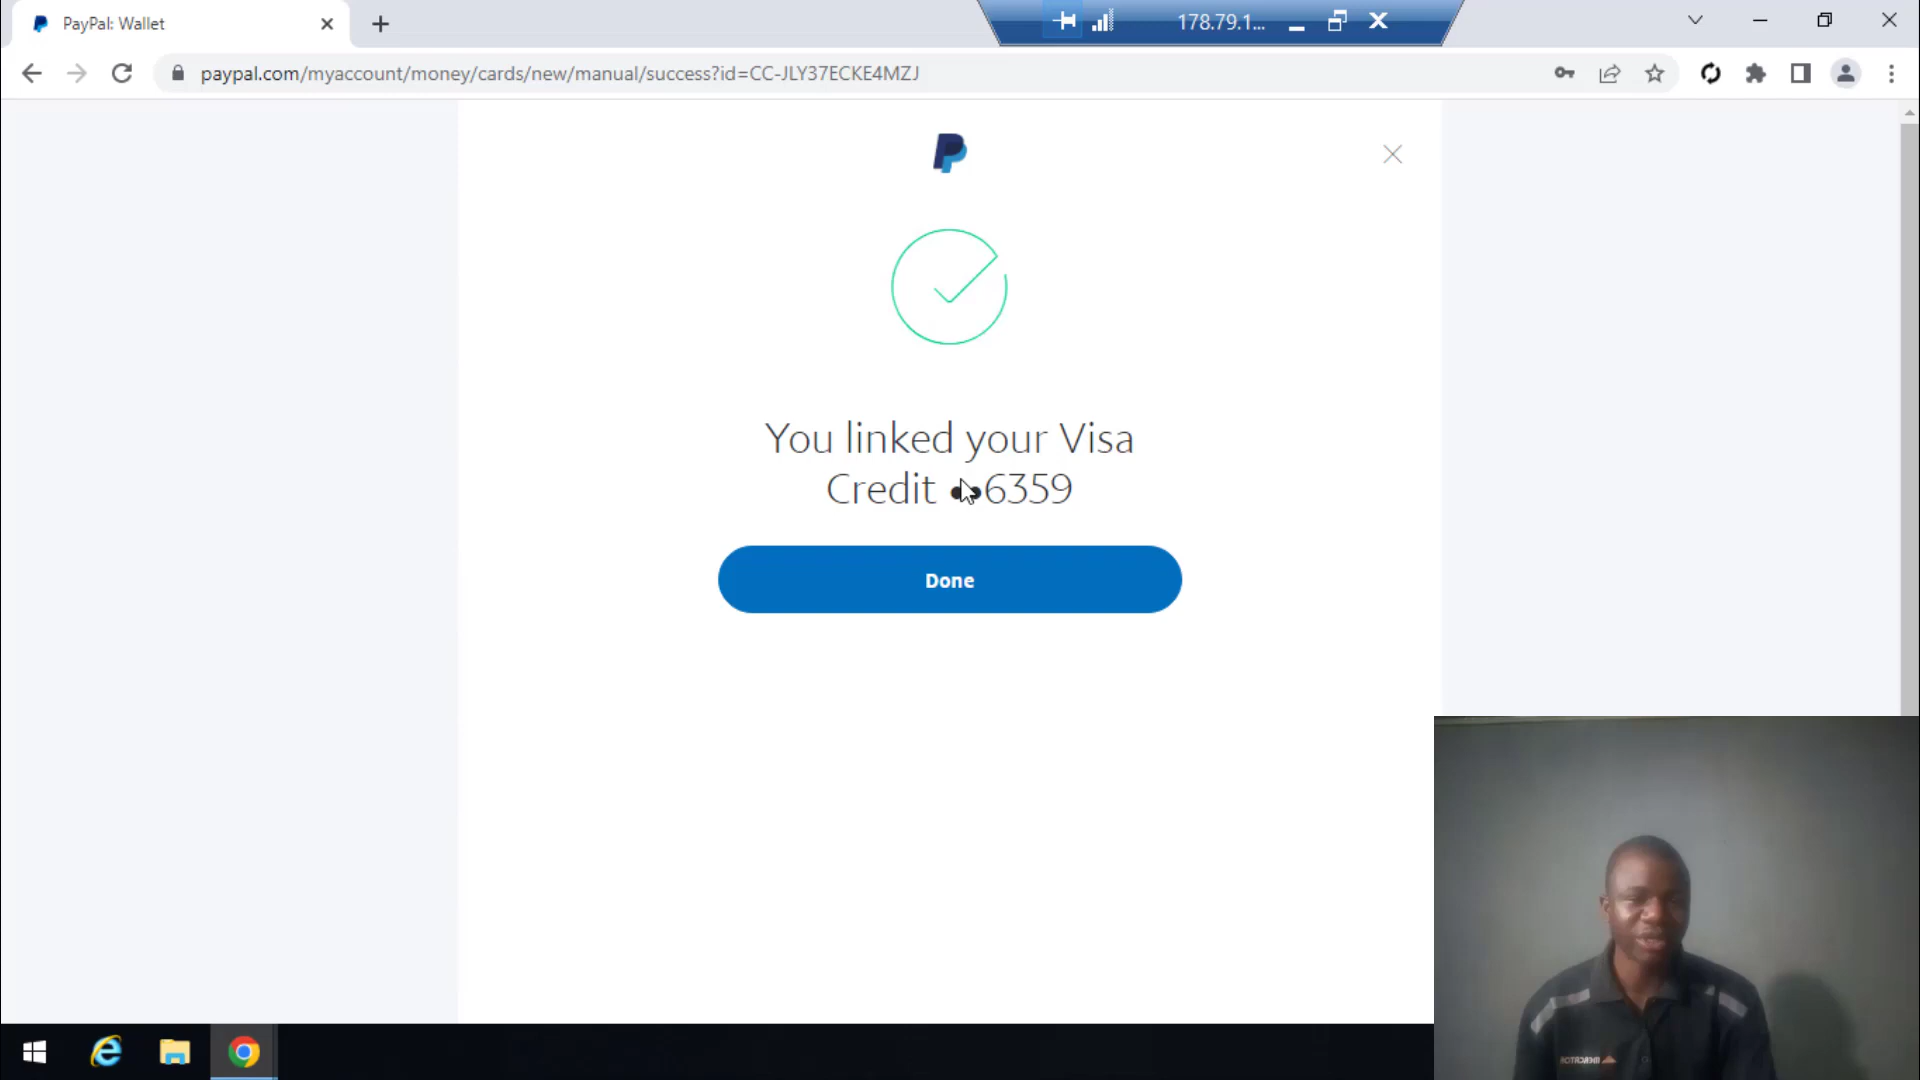 PayPal: Wallet
178.79.1...
paypal.com/myaccount/money/cards/new/manual/success?id=CC-JLY37ECKE4MZJ
You linked your Visa
Credit ••6359
Done